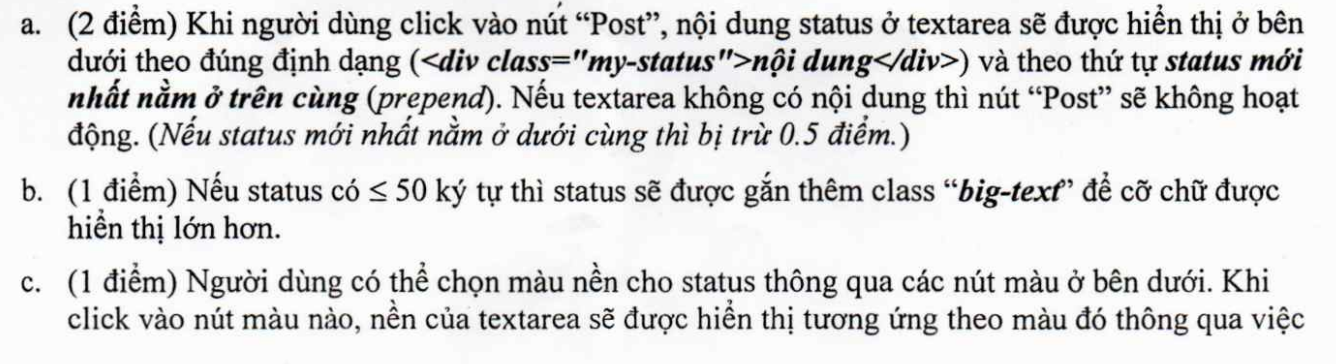 a. (2 điểm) Khi người dùng click vào nút “Post”, nội dung status ở textarea sẽ được hiển thị ở bên
dưới theo đúng định dạng (<div class="my-status">nội dung</div>) và theo thứ tự status mới
nhất nằm ở trên cùng (prepend). Nếu textarea không có nội dung thì nút “Post” sẽ không hoạt
động. (Nếu status mới nhất nằm ở dưới cùng thì bị trừ 0.5 điểm.)
b. (1 điểm) Nếu status có ≤ 50 ký tự thì status sẽ được gắn thêm class “big-text” để cỡ chữ được
hiển thị lớn hơn.
c. (1 điểm) Người dùng có thể chọn màu nền cho status thông qua các nút màu ở bên dưới. Khi
click vào nút màu nào, nền của textarea sẽ được hiển thị tương ứng theo màu đó thông qua việc